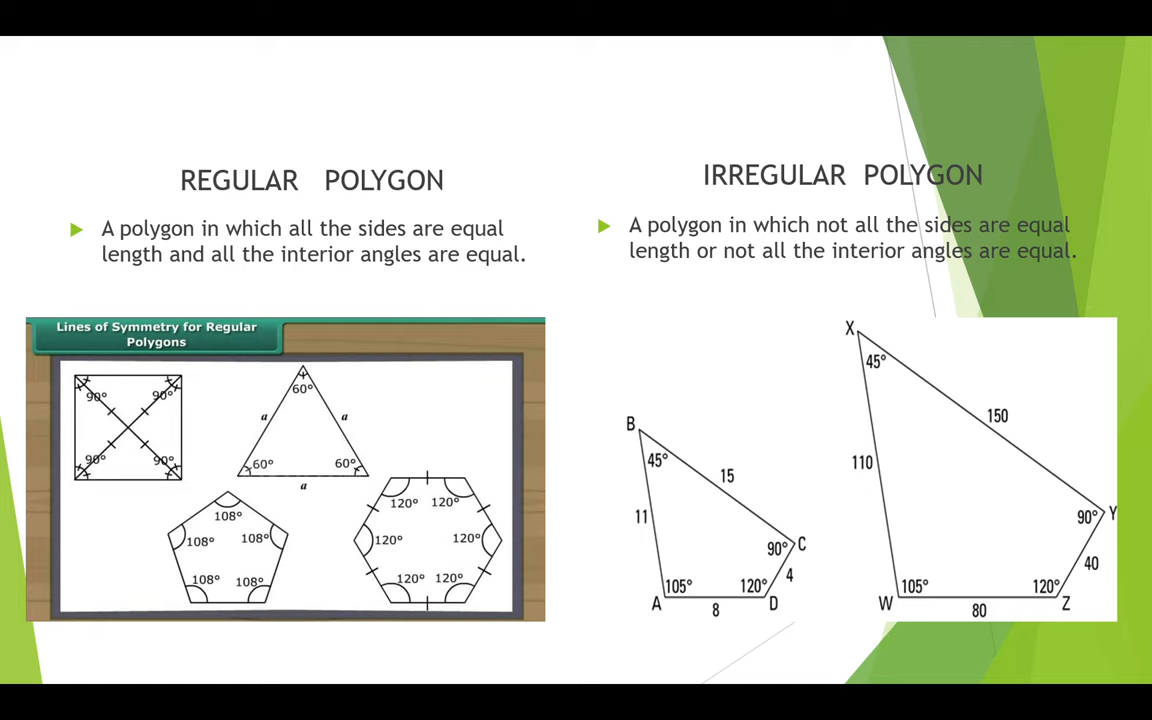 REGULAR POLYGON
A polygon in which all the sides are equal
length and all the interior angles are equal.
Lines of Symmetry for Regular
Polygons
90° 90°
90° 90°
60°
a a
60° 60°
a
108°
108° 108°
108° 108°
120° 120°
120° 120°
120° 120°
IRREGULAR POLYGON
A polygon in which not all the sides are equal
length or not all the interior angles are equal.
B
45°
15
11
90° C
4
105° 120°
A 8 D
X
45°
150
110
90° Y
40
105° 120°
W 80 Z